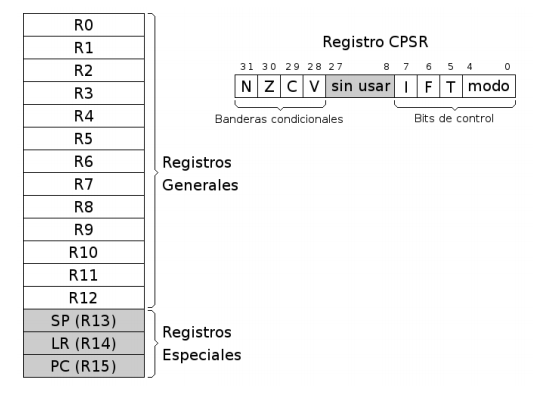 R0
R1
R2
R3
R4
R5
R6
R7
R8
R9
R10
R11
R12
SP (R13)
LR (R14)
PC (R15)
Registros
Generales
Registros
Especiales
Registro CPSR
31 30 29 28 27 8 7 6 5 4 0
N Z C V sin usar I F T modo
Banderas condicionales
Bits de control